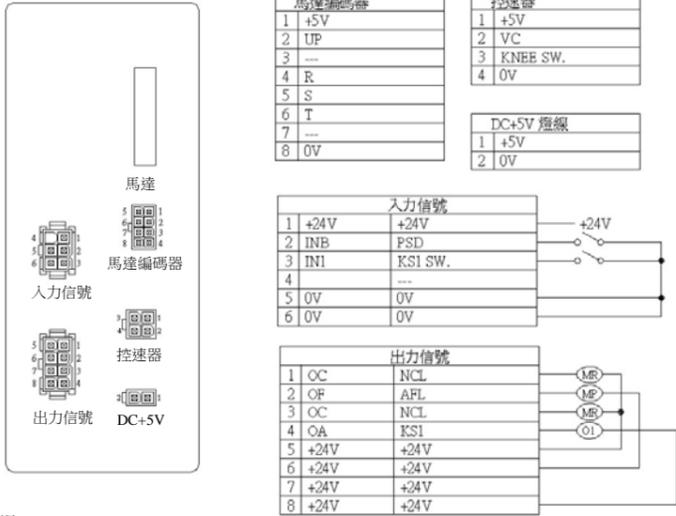 馬達
5 1
6 2
7 3
8 4
馬達編碼器
4 1
5 2
6 3
入力信號
3 1
4 2
控速器
5 1
6 2
7 3
8 4
出力信號
2 1
DC+5V
馬達編碼器
1 +5V
2 UP
3 ---
4 R
5 S
6 T
7 ---
8 0V
控速器
1 +5V
2 VC
3 KNEE SW.
4 0V
DC+5V 燈線
1 +5V
2 0V
入力信號
1 +24V +24V +24V
2 INB PSD
3 IN1 KS1 SW.
4 ---
5 0V 0V
6 0V 0V
出力信號
1 OC NCL MR
2 OF AFL MP
3 OC NCL MR
4 OA KS1 O1
5 +24V +24V
6 +24V +24V
7 +24V +24V
8 +24V +24V